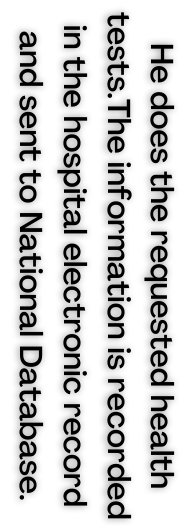 He does the requested health
tests.The information is recorded
in the hospital electronic record
and sent to National Database.